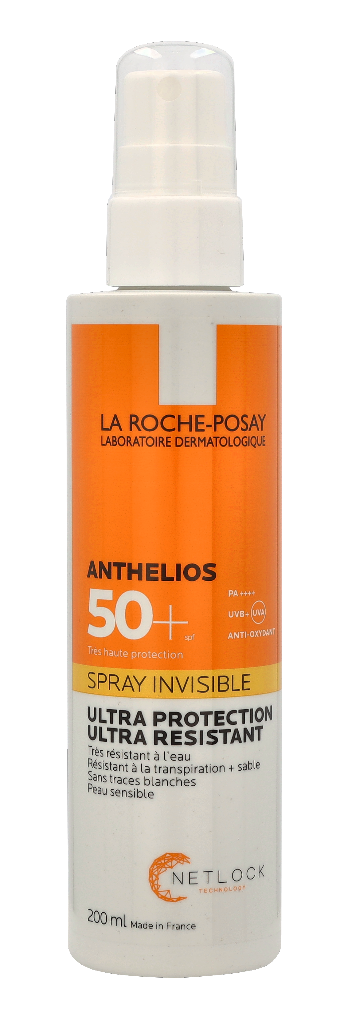 LA ROCHE-POSAY
LABORATOIRE DERMATOLOGIQUE
ANTHELIOS
50+ spf
Très haute protection
PA ++++
UVB+UVA
ANTI-OXYDANT
SPRAY INVISIBLE
ULTRA PROTECTION
ULTRA RESISTANT
Très résistant à l'eau
Résistant à la transpiration + sable
Sans traces blanches
Peau sensible
NETLOCK
TECHNOLOGY
200 ml Made in France